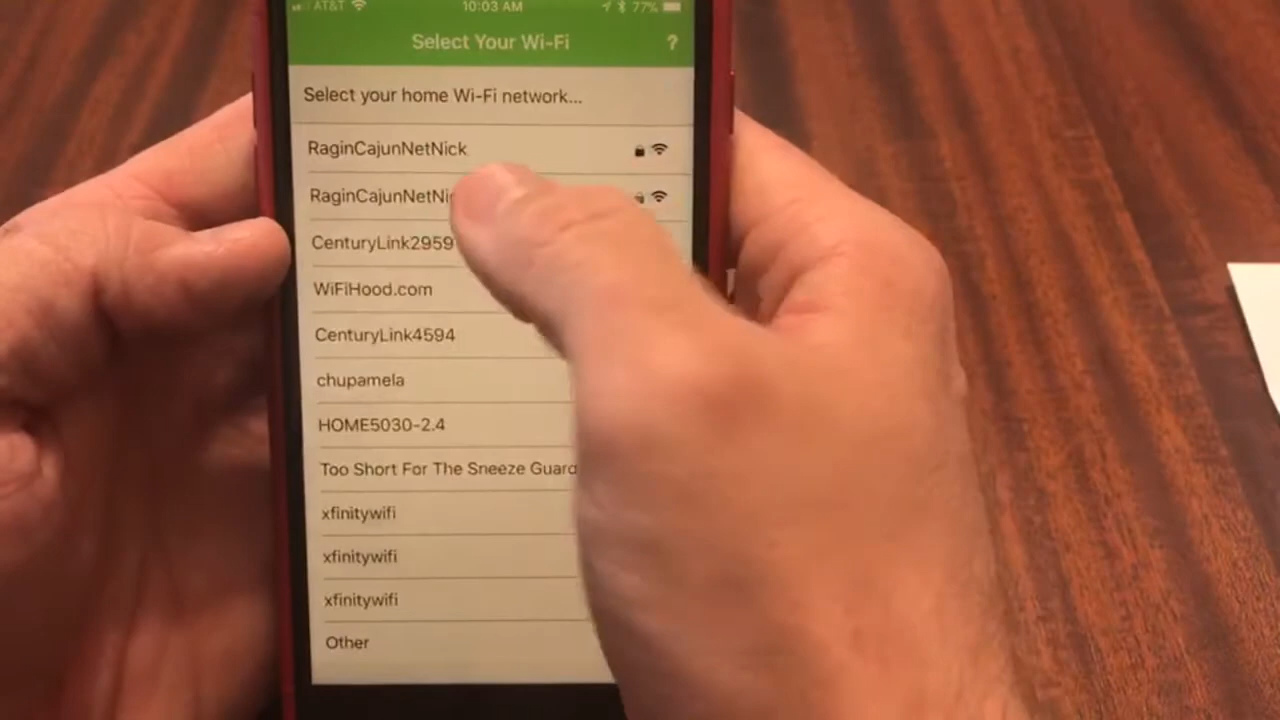 AT&T 10:03 AM 77%
Select Your Wi-Fi ?
Select your home Wi-Fi network...
RaginCajunNetNick
RaginCajunNetNi
CenturyLink2959
WiFiHood.com
CenturyLink4594
chupamela
HOME5030-2.4
Too Short For The Sneeze Guard
xfinitywifi
xfinitywifi
xfinitywifi
Other